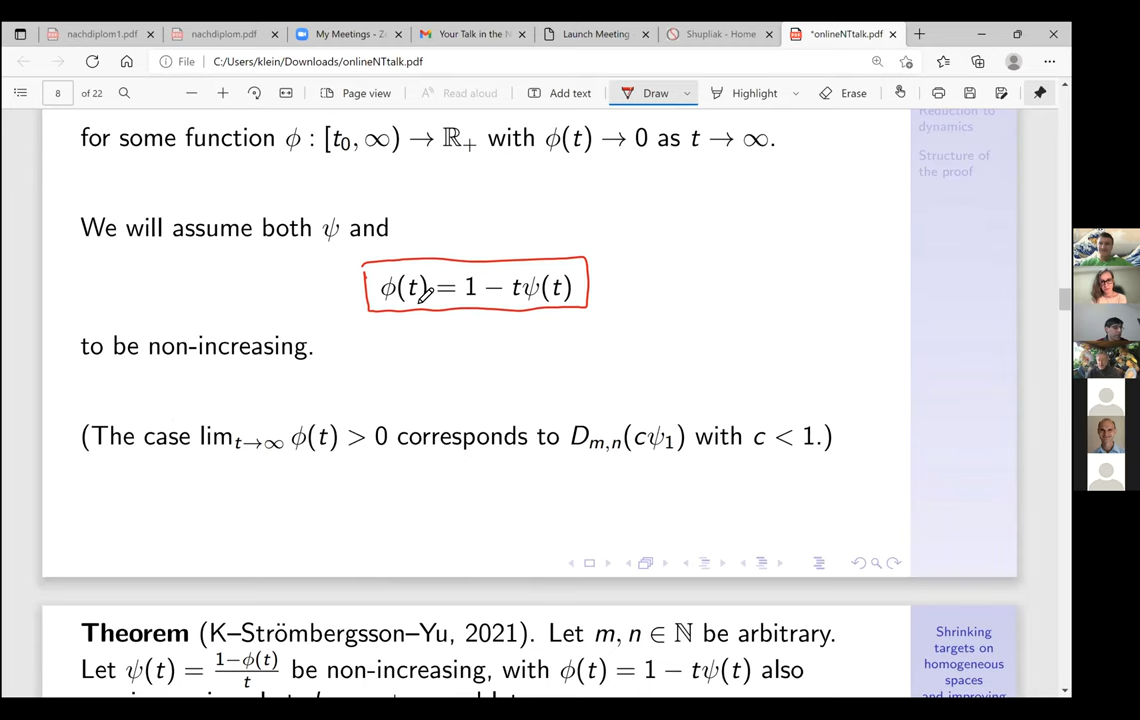 nachdiplom1.pdf
nachdiplom.pdf
My Meetings - Z
Your Talk in the N
Launch Meeting
Shupliak - Home
*onlineNTtalk.pdf
File C:/Users/klein/Downloads/onlineNTtalk.pdf
8 of 22
Page view
Read aloud
Add text
Draw
Highlight
Erase
for some function ϕ : [t₀, ∞) → ℝ₊ with ϕ(t) → 0 as t → ∞.
Reduction to
dynamics
Structure of
the proof
We will assume both ψ and
ϕ(t) = 1 − tψ(t)
to be non-increasing.
(The case lim_{t→∞} ϕ(t) > 0 corresponds to D_{m,n}(cψ₁) with c < 1.)
Theorem (K–Strömbergsson–Yu, 2021). Let m, n ∈ ℕ be arbitrary.
Let ψ(t) = (1−ϕ(t))/t be non-increasing, with ϕ(t) = 1 − tψ(t) also
Shrinking
targets on
homogeneous
spaces
and improving